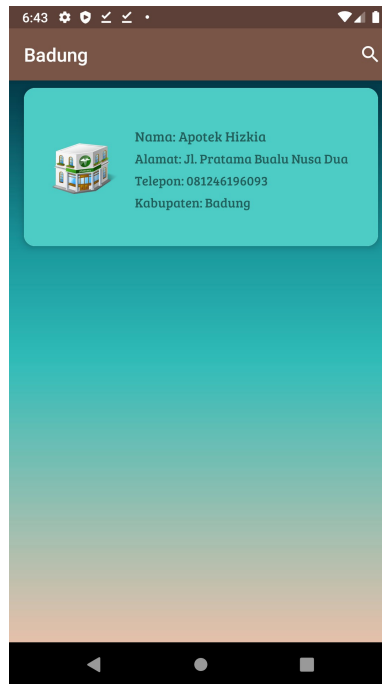 6:43
Badung
Nama: Apotek Hizkia
Alamat: Jl. Pratama Bualu Nusa Dua
Telepon: 081246196093
Kabupaten: Badung